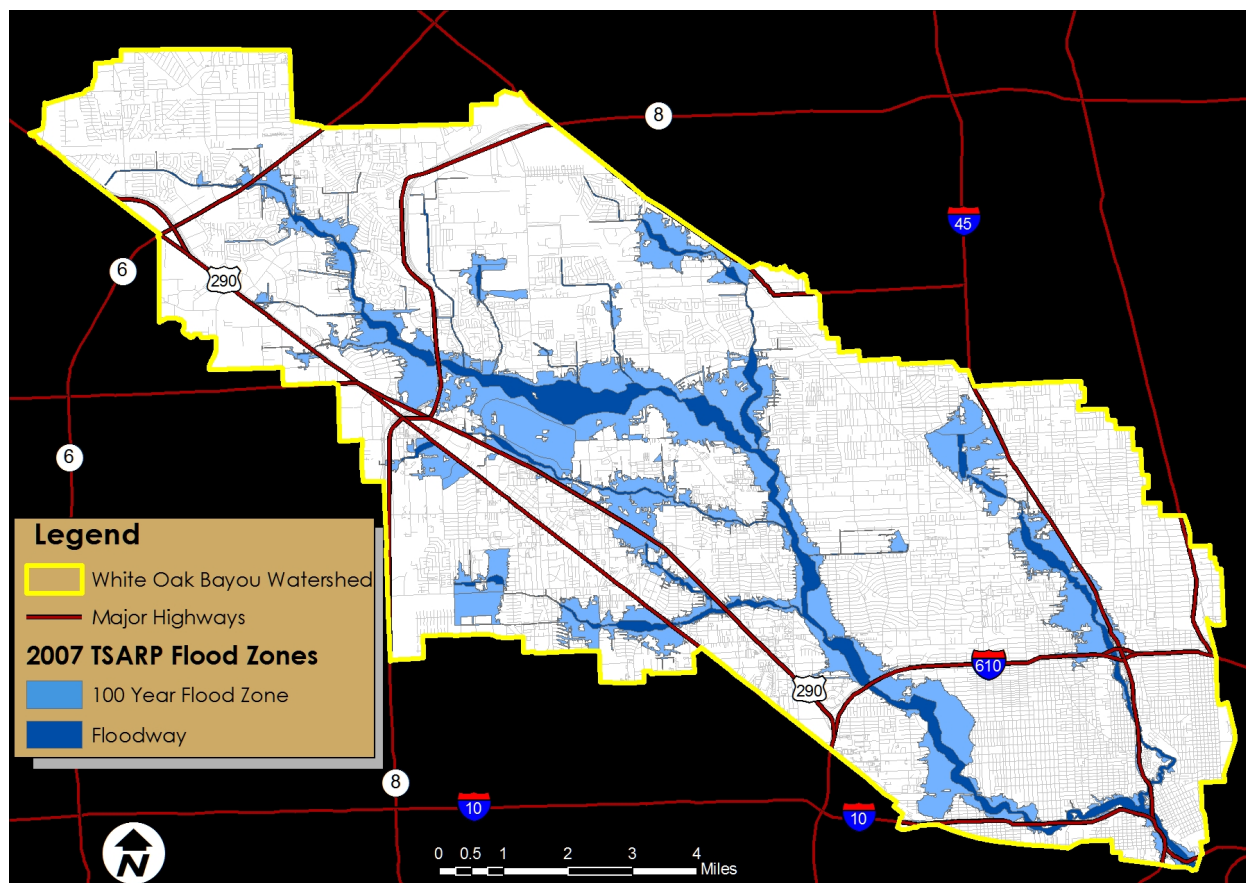 8
45
6
290
6
Legend
White Oak Bayou Watershed
Major Highways
2007 TSARP Flood Zones
100 Year Flood Zone
Floodway
610
290
8
10
10
N
0 0.5 1 2 3 4
Miles